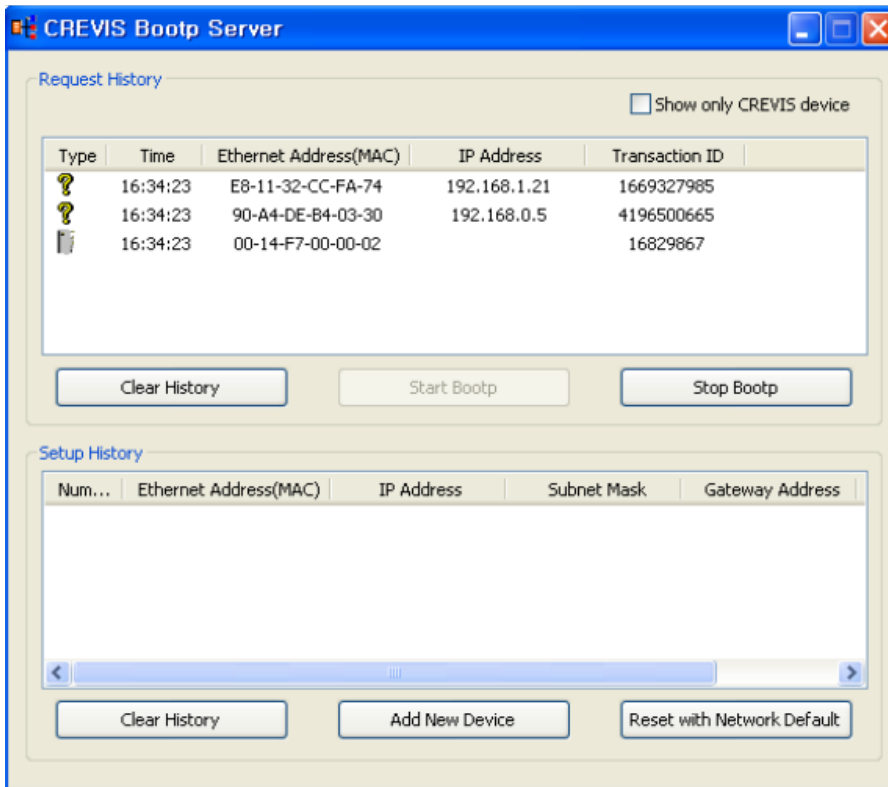 CREVIS Bootp Server
Request History
Show only CREVIS device
Type Time Ethernet Address(MAC) IP Address Transaction ID
16:34:23 E8-11-32-CC-FA-74 192.168.1.21 1669327985
16:34:23 90-A4-DE-B4-03-30 192.168.0.5 4196500665
16:34:23 00-14-F7-00-00-02 16829867
Clear History Start Bootp Stop Bootp
Setup History
Num... Ethernet Address(MAC) IP Address Subnet Mask Gateway Address
Clear History Add New Device Reset with Network Default